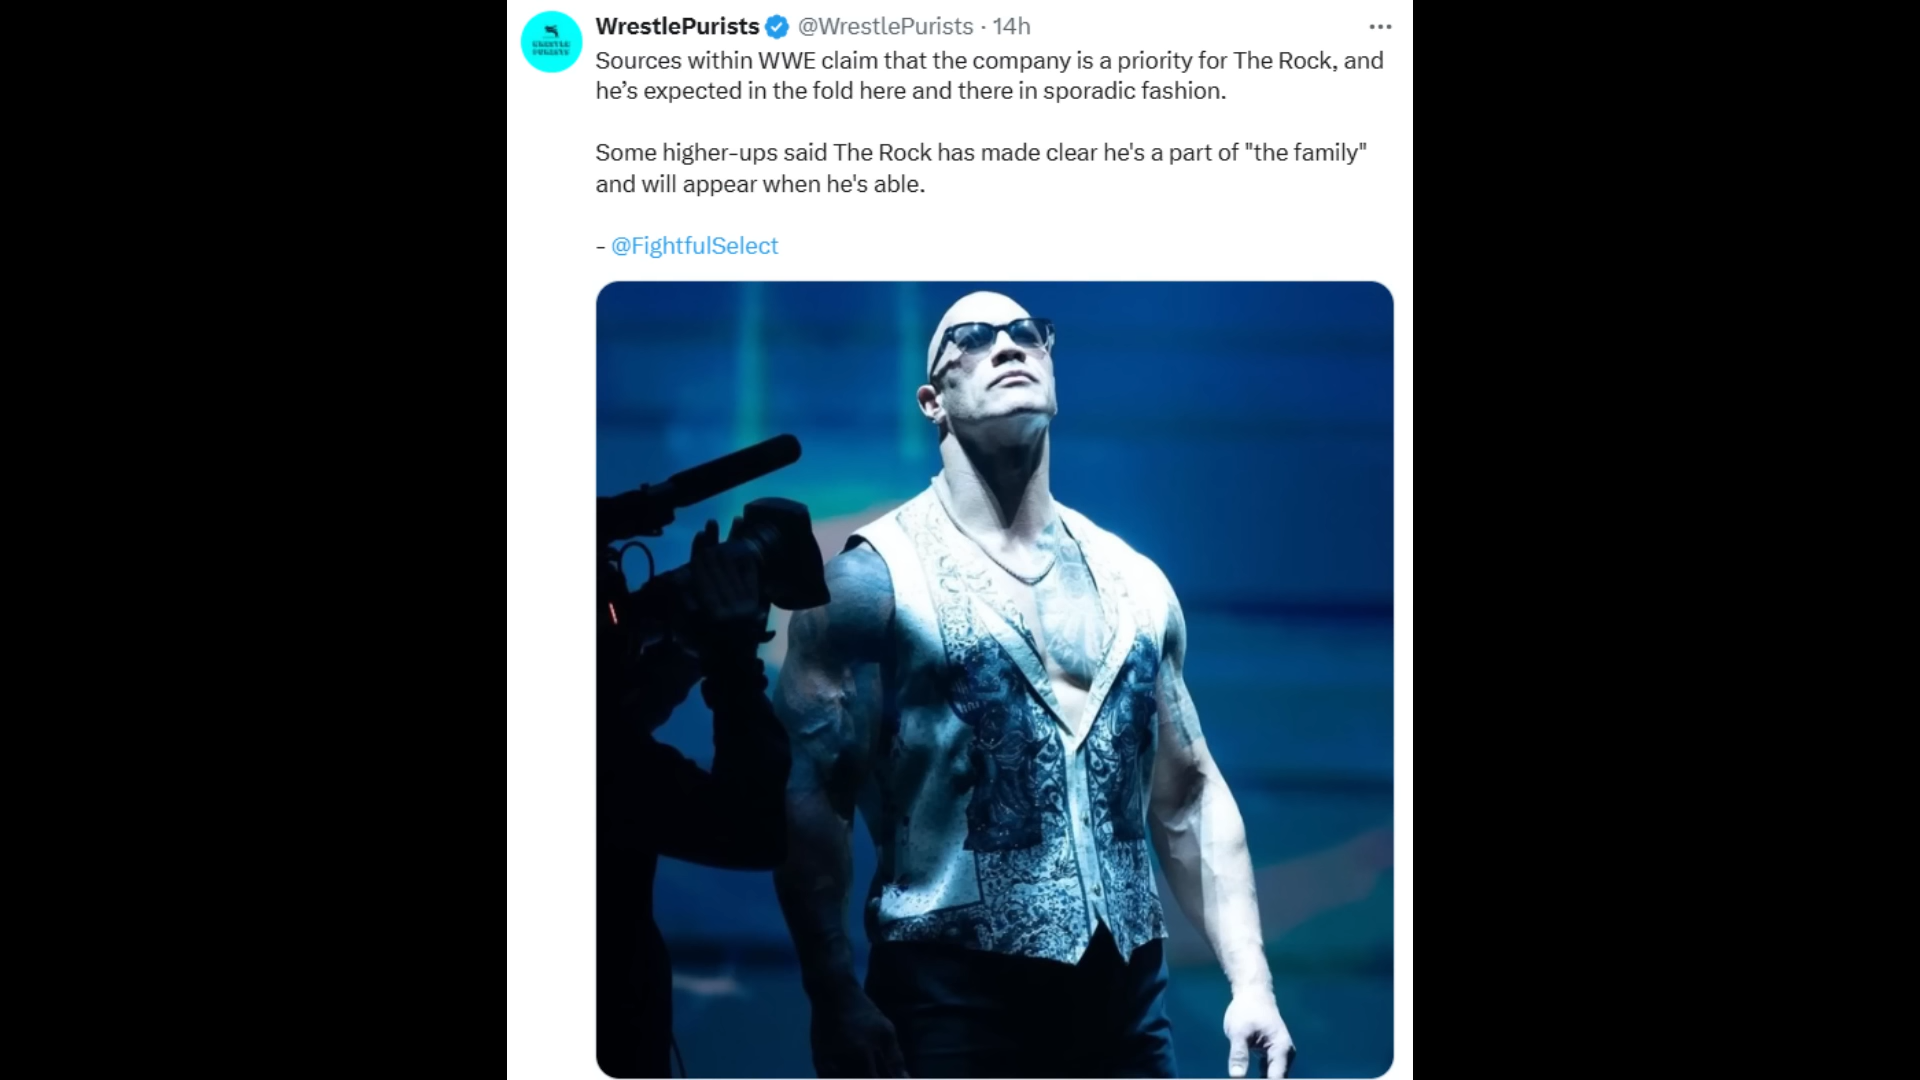 WrestlePurists @WrestlePurists · 14h
Sources within WWE claim that the company is a priority for The Rock, and
he’s expected in the fold here and there in sporadic fashion.
Some higher-ups said The Rock has made clear he's a part of "the family"
and will appear when he's able.
- @FightfulSelect